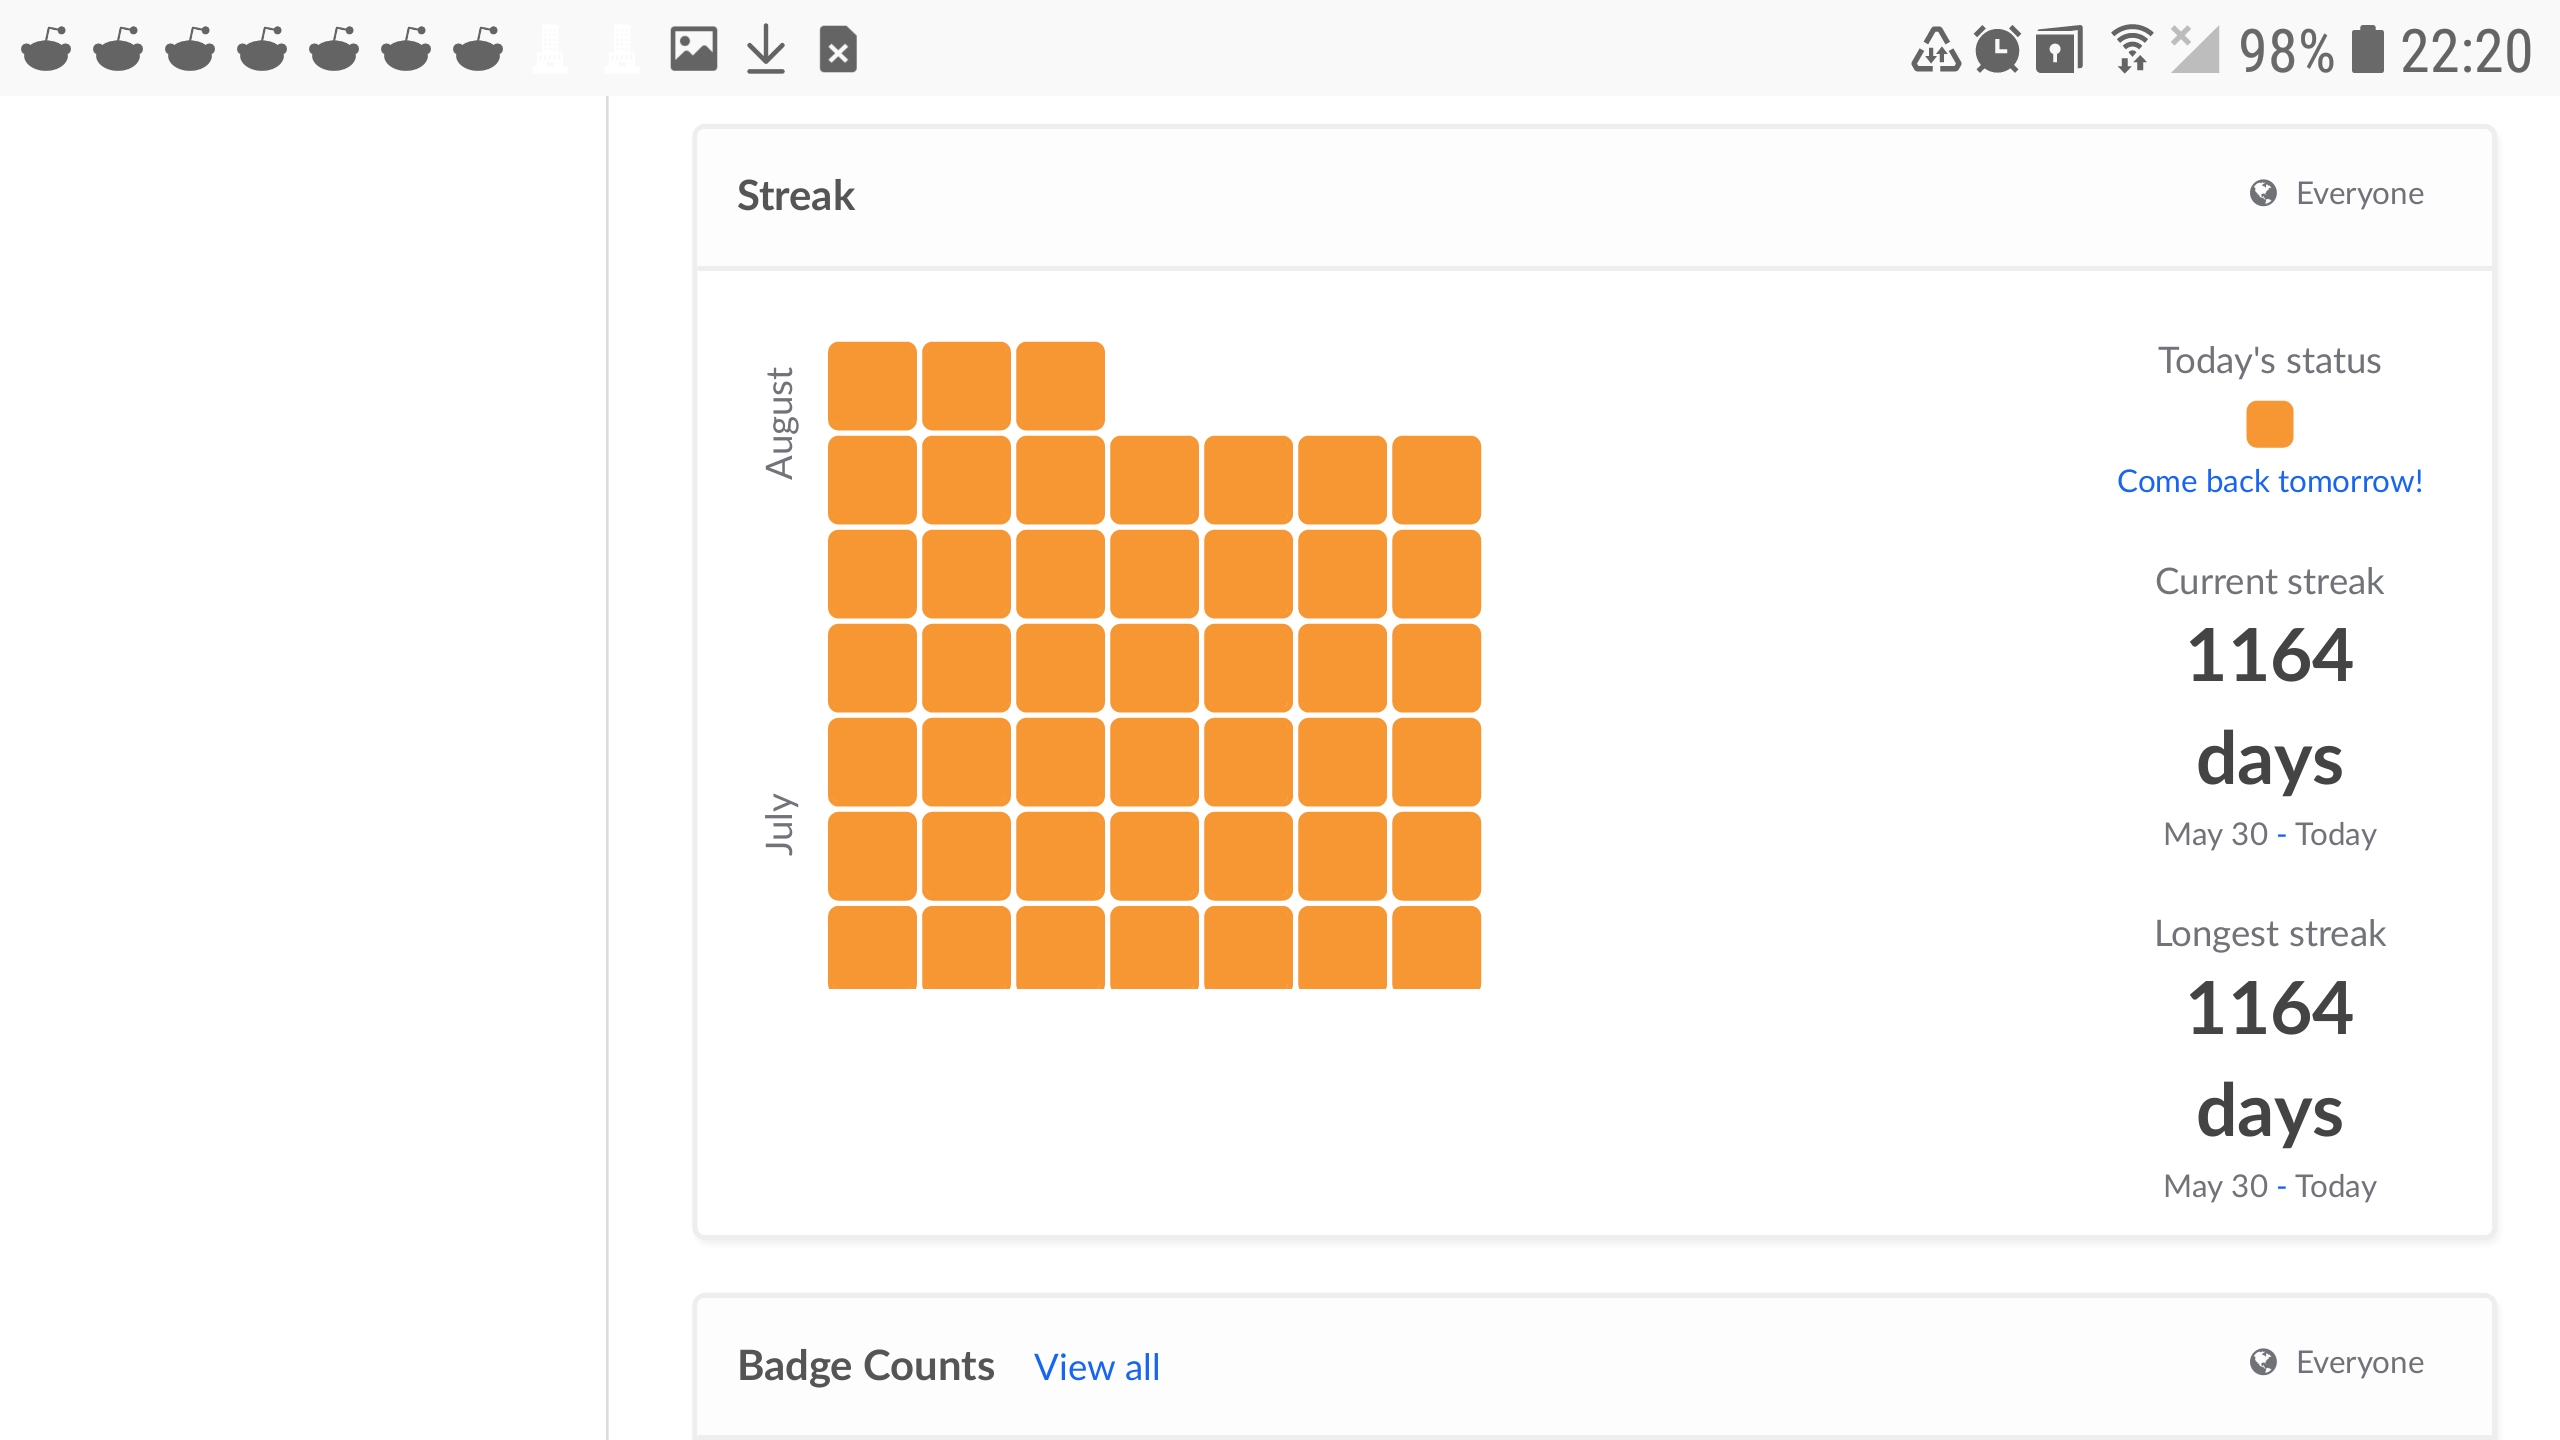 98% 22:20
Streak
Everyone
August
July
Today's status
Come back tomorrow!
Current streak
1164
days
May 30 - Today
Longest streak
1164
days
May 30 - Today
Badge Counts View all
Everyone